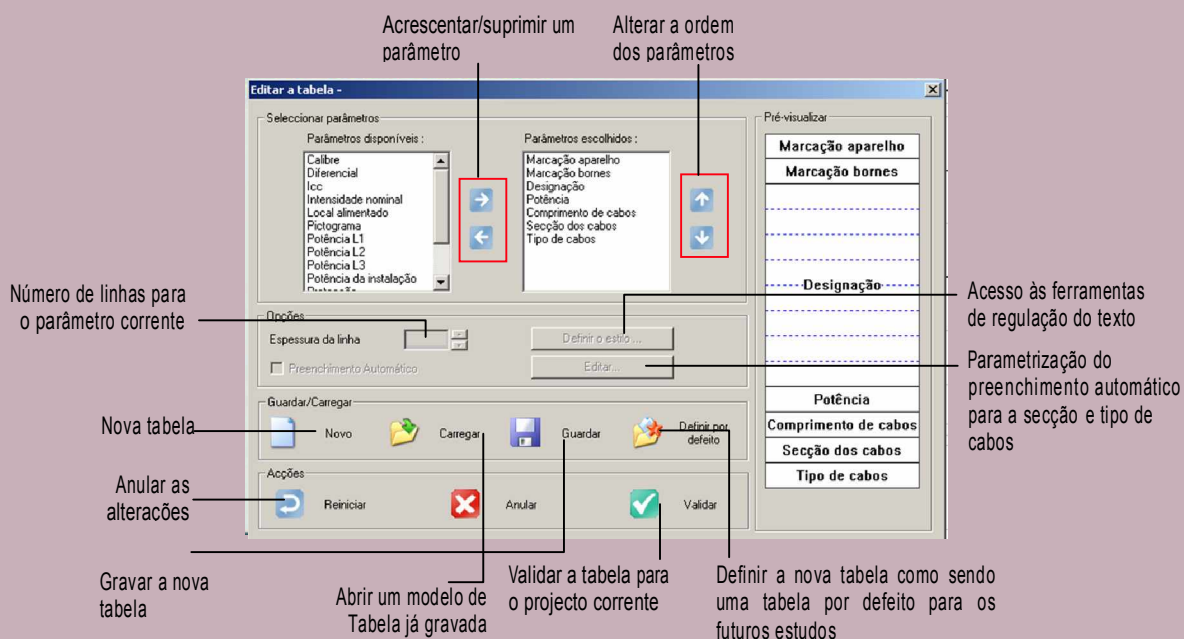 Acrescentar/suprimir um
parâmetro
Alterar a ordem
dos parâmetros
Editar a tabela -
Seleccionar parâmetros
Parâmetros disponíveis :
Calibre
Diferencial
Icc
Intensidade nominal
Local alimentado
Pictograma
Potência L1
Potência L2
Potência L3
Potência da instalação
Parâmetros escolhidos :
Marcação aparelho
Marcação bornes
Designação
Potência
Comprimento de cabos
Secção dos cabos
Tipo de cabos
Pré-visualizar
Marcação aparelho
Marcação bornes
Designação
Potência
Comprimento de cabos
Secção dos cabos
Tipo de cabos
Número de linhas para
o parâmetro corrente
Opções
Espessura da linha
Definir o estilo ...
Preenchimento Automático
Editar...
Acesso às ferramentas
de regulação do texto
Parametrização do
preenchimento automático
para a secção e tipo de
cabos
Guardar/Carregar
Nova tabela
Novo
Carregar
Guardar
Definir por
defeito
Acções
Anular as
alterações
Reiniciar
Anular
Validar
Gravar a nova
tabela
Abrir um modelo de
Tabela já gravada
Validar a tabela para
o projecto corrente
Definir a nova tabela como sendo
uma tabela por defeito para os
futuros estudos